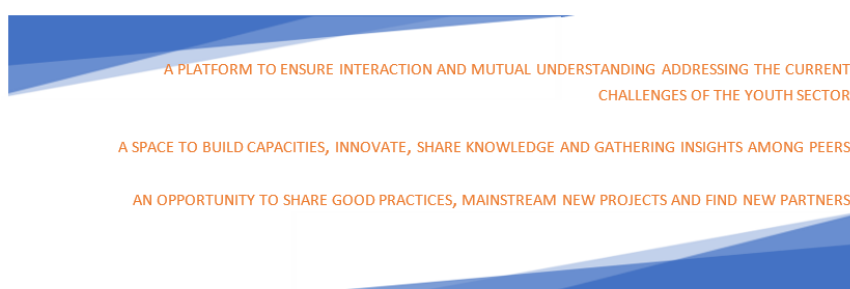 A PLATFORM TO ENSURE INTERACTION AND MUTUAL UNDERSTANDING ADDRESSING THE CURRENT
CHALLENGES OF THE YOUTH SECTOR
A SPACE TO BUILD CAPACITIES, INNOVATE, SHARE KNOWLEDGE AND GATHERING INSIGHTS AMONG PEERS
AN OPPORTUNITY TO SHARE GOOD PRACTICES, MAINSTREAM NEW PROJECTS AND FIND NEW PARTNERS